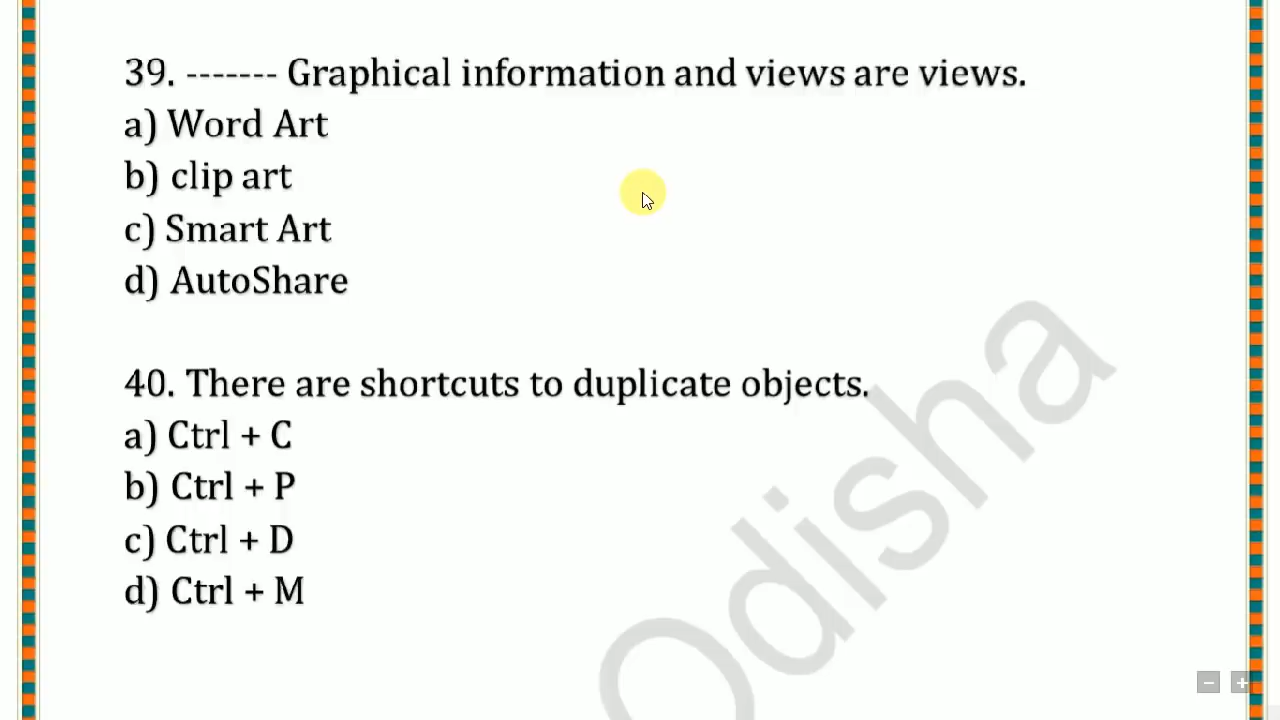 39. ------- Graphical information and views are views.
a) Word Art
b) clip art
c) Smart Art
d) AutoShare
40. There are shortcuts to duplicate objects.
a) Ctrl + C
b) Ctrl + P
c) Ctrl + D
d) Ctrl + M
Odisha